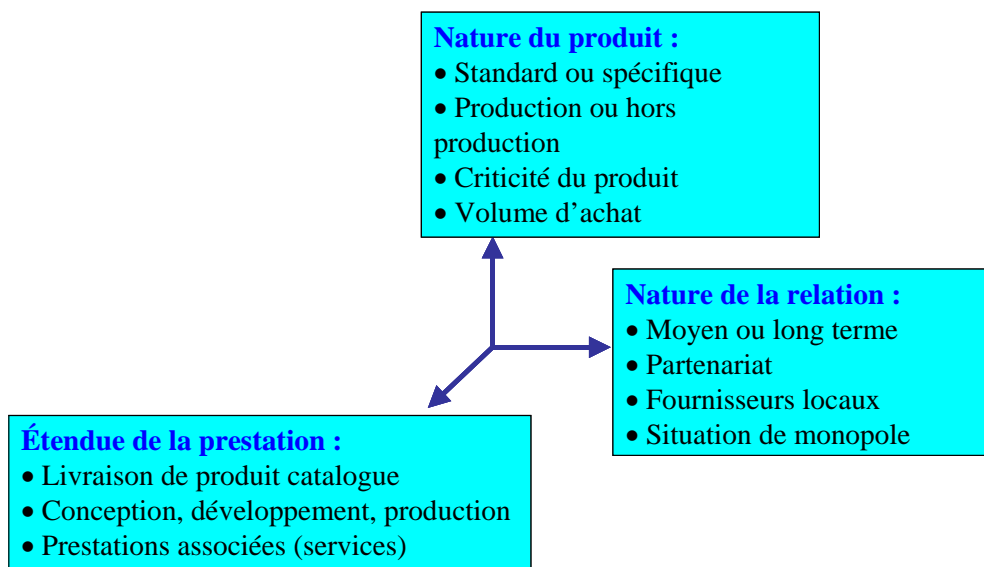 Nature du produit :
• Standard ou spécifique
• Production ou hors
production
• Criticité du produit
• Volume d’achat
Nature de la relation :
• Moyen ou long terme
• Partenariat
• Fournisseurs locaux
• Situation de monopole
Étendue de la prestation :
• Livraison de produit catalogue
• Conception, développement, production
• Prestations associées (services)